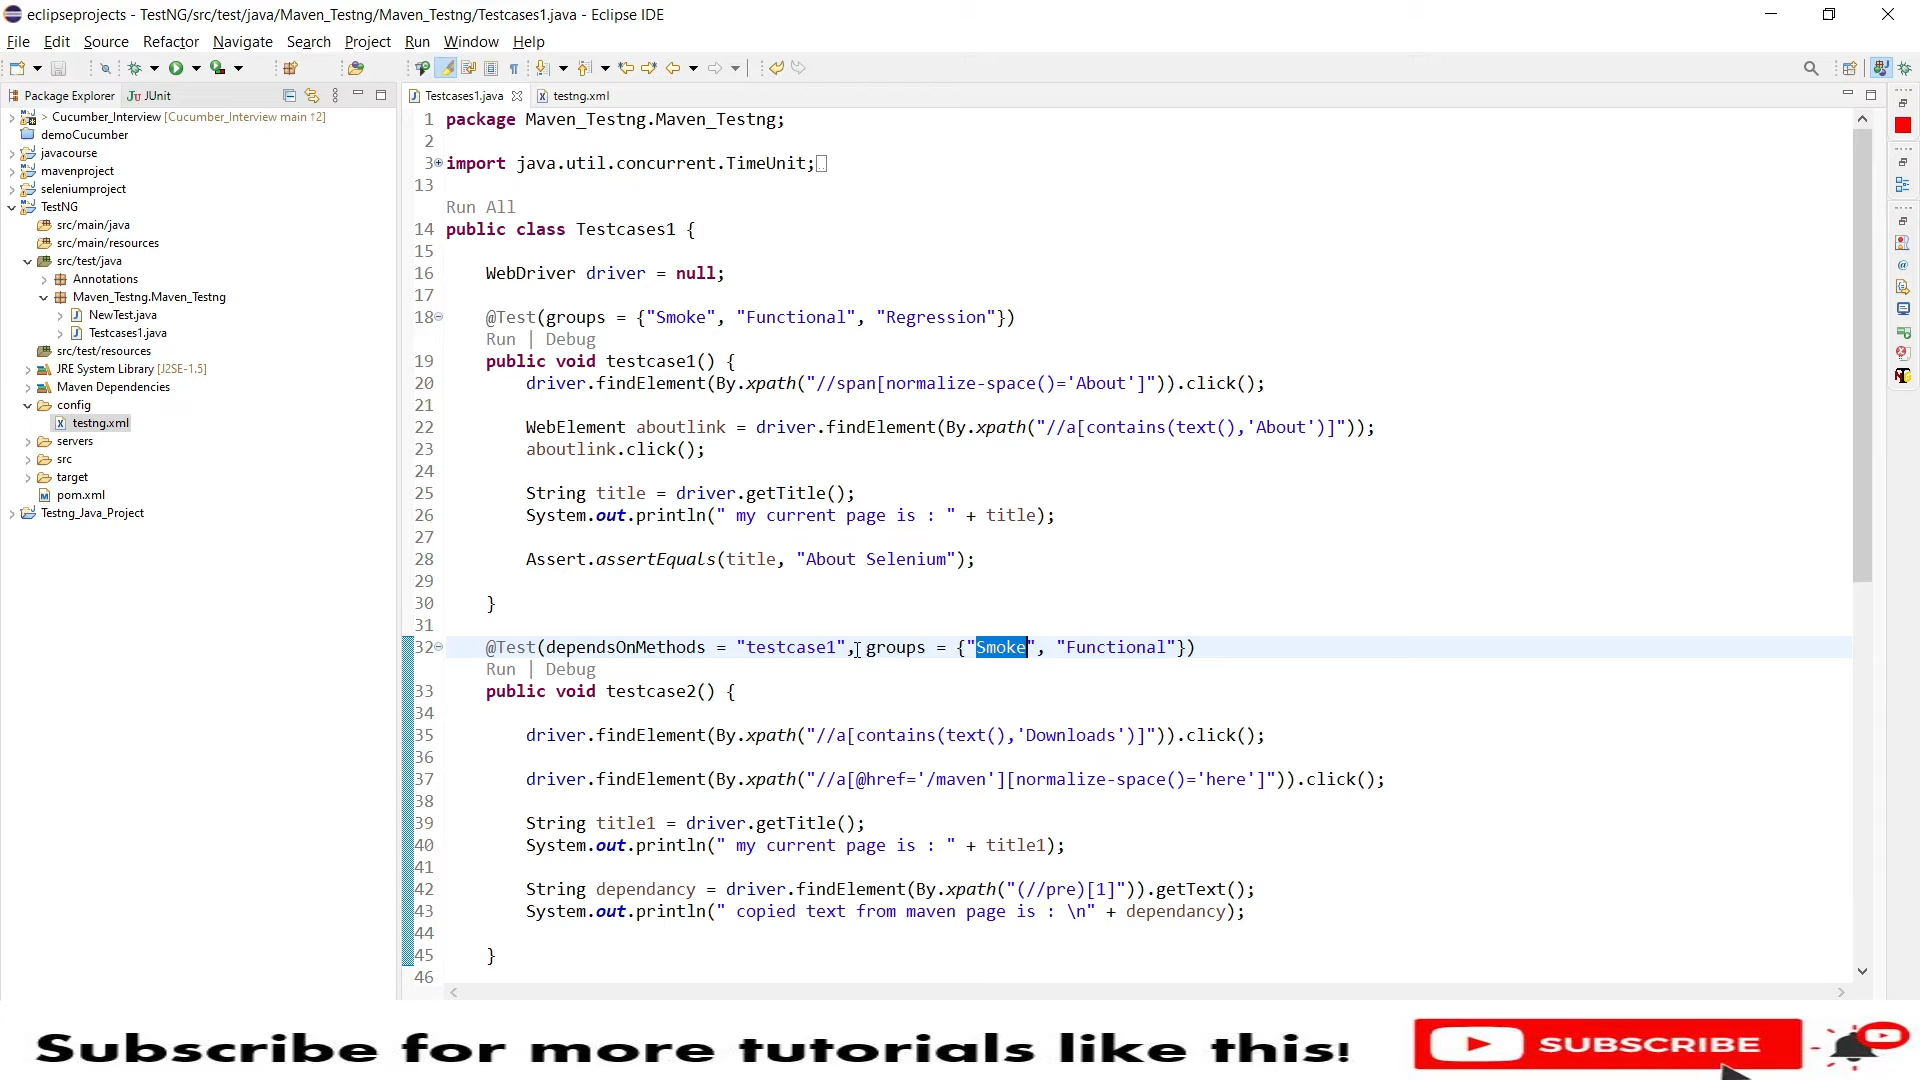 eclipseprojects - TestNG/src/test/java/Maven_Testng/Maven_Testng/Testcases1.java - Eclipse IDE
File Edit Source Refactor Navigate Search Project Run Window Help
Package Explorer JUnit
Testcases1.java testng.xml
> Cucumber_Interview [Cucumber_Interview main ↑2]
demoCucumber
javacourse
mavenproject
seleniumproject
TestNG
src/main/java
src/main/resources
src/test/java
Annotations
Maven_Testng.Maven_Testng
NewTest.java
Testcases1.java
src/test/resources
JRE System Library [J2SE-1.5]
Maven Dependencies
config
testng.xml
servers
src
target
pom.xml
Testng_Java_Project
1 package Maven_Testng.Maven_Testng;
2
3 import java.util.concurrent.TimeUnit;
13
Run All
14 public class Testcases1 {
15
16 WebDriver driver = null;
17
18 @Test(groups = {"Smoke", "Functional", "Regression"})
Run | Debug
19 public void testcase1() {
20 driver.findElement(By.xpath("//span[normalize-space()='About']")).click();
21
22 WebElement aboutlink = driver.findElement(By.xpath("//a[contains(text(),'About')]"));
23 aboutlink.click();
24
25 String title = driver.getTitle();
26 System.out.println(" my current page is : " + title);
27
28 Assert.assertEquals(title, "About Selenium");
29
30 }
31
32 @Test(dependsOnMethods = "testcase1", groups = {"Smoke", "Functional"})
Run | Debug
33 public void testcase2() {
34
35 driver.findElement(By.xpath("//a[contains(text(),'Downloads')]")).click();
36
37 driver.findElement(By.xpath("//a[@href='/maven'][normalize-space()='here']")).click();
38
39 String title1 = driver.getTitle();
40 System.out.println(" my current page is : " + title1);
41
42 String dependancy = driver.findElement(By.xpath("(//pre)[1]")).getText();
43 System.out.println(" copied text from maven page is : \n" + dependancy);
44
45 }
46
Subscribe for more tutorials like this!
SUBSCRIBE